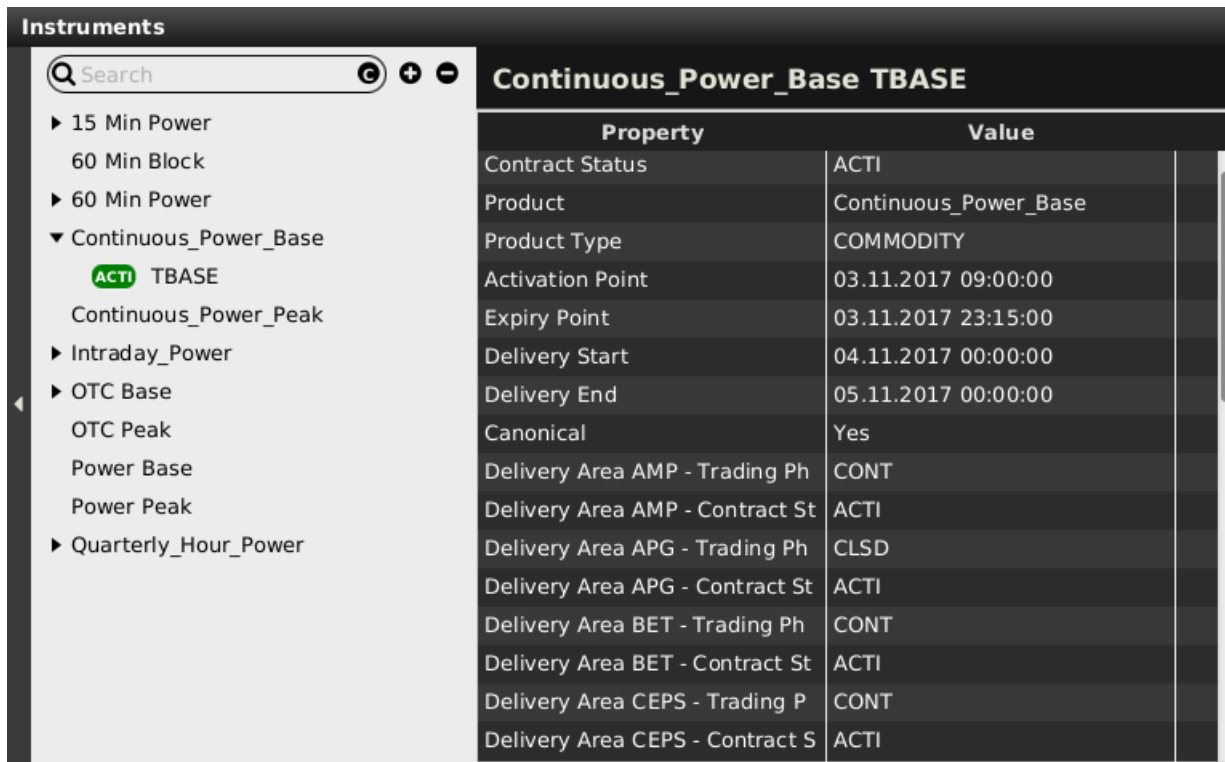 Instruments
Search
15 Min Power
60 Min Block
60 Min Power
Continuous_Power_Base
ACTI TBASE
Continuous_Power_Peak
Intraday_Power
OTC Base
OTC Peak
Power Base
Power Peak
Quarterly_Hour_Power
Continuous_Power_Base TBASE
Property Value
Contract Status ACTI
Product Continuous_Power_Base
Product Type COMMODITY
Activation Point 03.11.2017 09:00:00
Expiry Point 03.11.2017 23:15:00
Delivery Start 04.11.2017 00:00:00
Delivery End 05.11.2017 00:00:00
Canonical Yes
Delivery Area AMP - Trading Ph CONT
Delivery Area AMP - Contract St ACTI
Delivery Area APG - Trading Ph CLSD
Delivery Area APG - Contract St ACTI
Delivery Area BET - Trading Ph CONT
Delivery Area BET - Contract St ACTI
Delivery Area CEPS - Trading P CONT
Delivery Area CEPS - Contract S ACTI